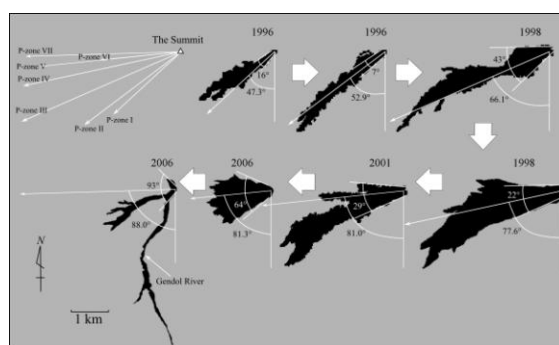 The Summit
P-zone VII
P-zone VI
P-zone V
P-zone IV
P-zone III
P-zone II
P-zone I
1996
16°
47.3°
1996
7°
52.9°
1998
43°
66.1°
2006
93°
88.0°
2006
64°
81.3°
2001
29°
81.0°
1998
22°
77.6°
N
Gendol River
1 km